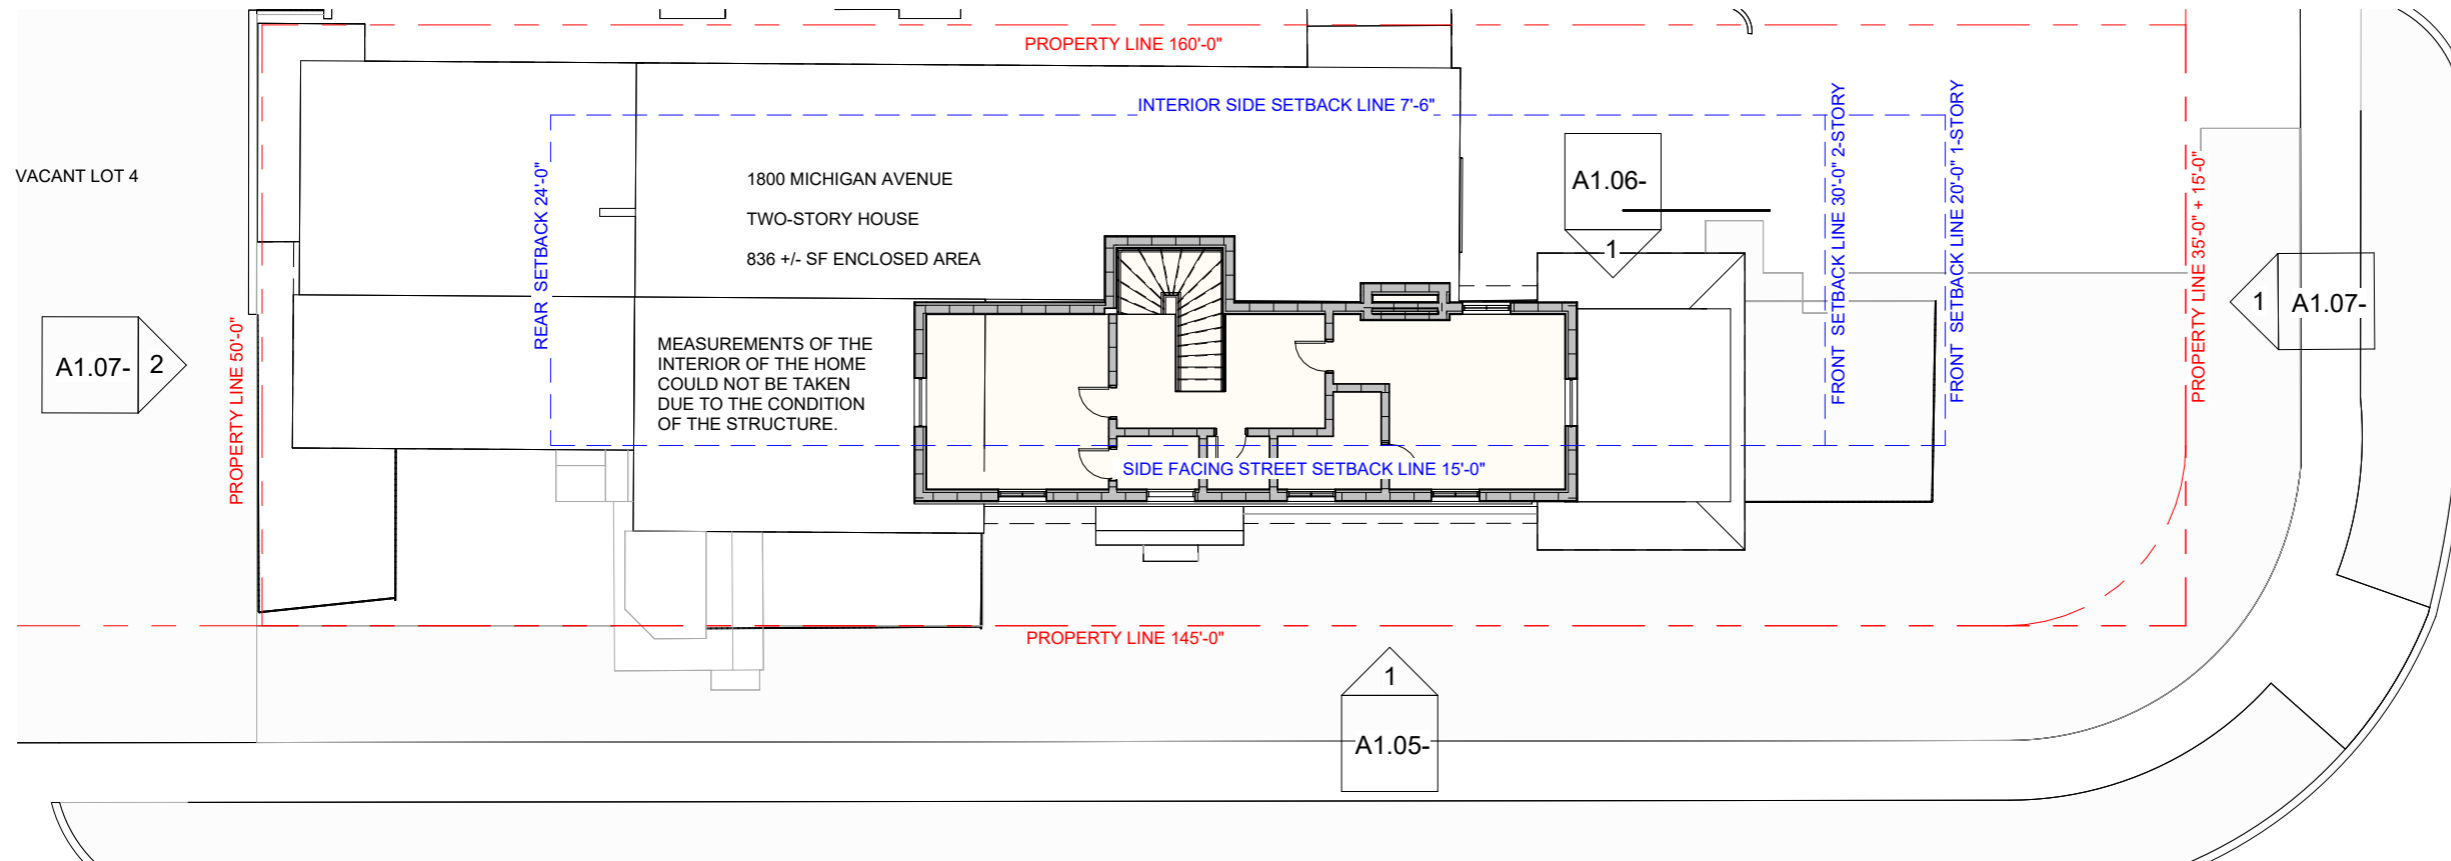 PROPERTY LINE 160'-0"
INTERIOR SIDE SETBACK LINE 7'-6"
FRONT SETBACK LINE 30'-0" 2-STORY
FRONT SETBACK LINE 20'-0" 1-STORY
PROPERTY LINE 35'-0" + 15'-0"
VACANT LOT 4
1800 MICHIGAN AVENUE
TWO-STORY HOUSE
836 +/- SF ENCLOSED AREA
REAR SETBACK 24'-0"
A1.06-
1
1
A1.07-
A1.07-
2
PROPERTY LINE 50'-0"
MEASUREMENTS OF THE
INTERIOR OF THE HOME
COULD NOT BE TAKEN
DUE TO THE CONDITION
OF THE STRUCTURE.
SIDE FACING STREET SETBACK LINE 15'-0"
PROPERTY LINE 145'-0"
1
A1.05-